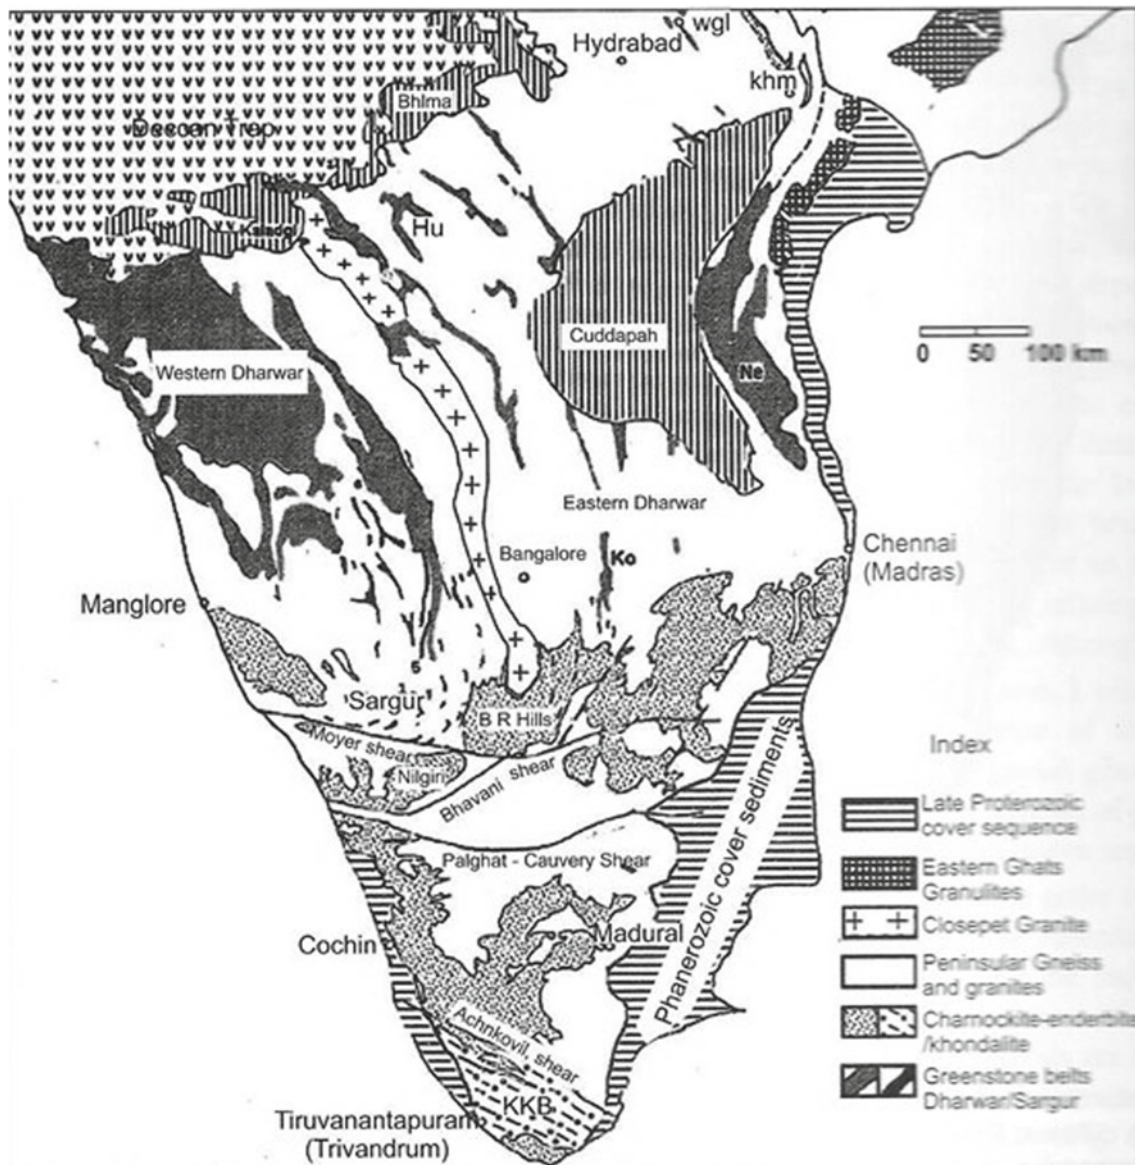 wgl
Hydrabad
khm
Bhima
Deccan Trap
Kaladgi
Hu
Cuddapah
0 50 100 km
Western Dharwar
Ne
Eastern Dharwar
Chennai
(Madras)
Bangalore
Ko
Manglore
Sargur
B R Hills
Moyer shear
Nilgiri
Bhavani shear
Palghat - Cauvery Shear
Phanerozoic cover sediments
Cochin
Madurai
Achnkovil, shear
KKB
Tiruvanantapuram
(Trivandrum)
Index
Late Proterozoic
cover sequence
Eastern Ghats
Granulites
Closepet Granite
Peninsular Gneiss
and granites
Charnockite-enderbite
/khondalite
Greenstone belts
Dharwar/Sargur